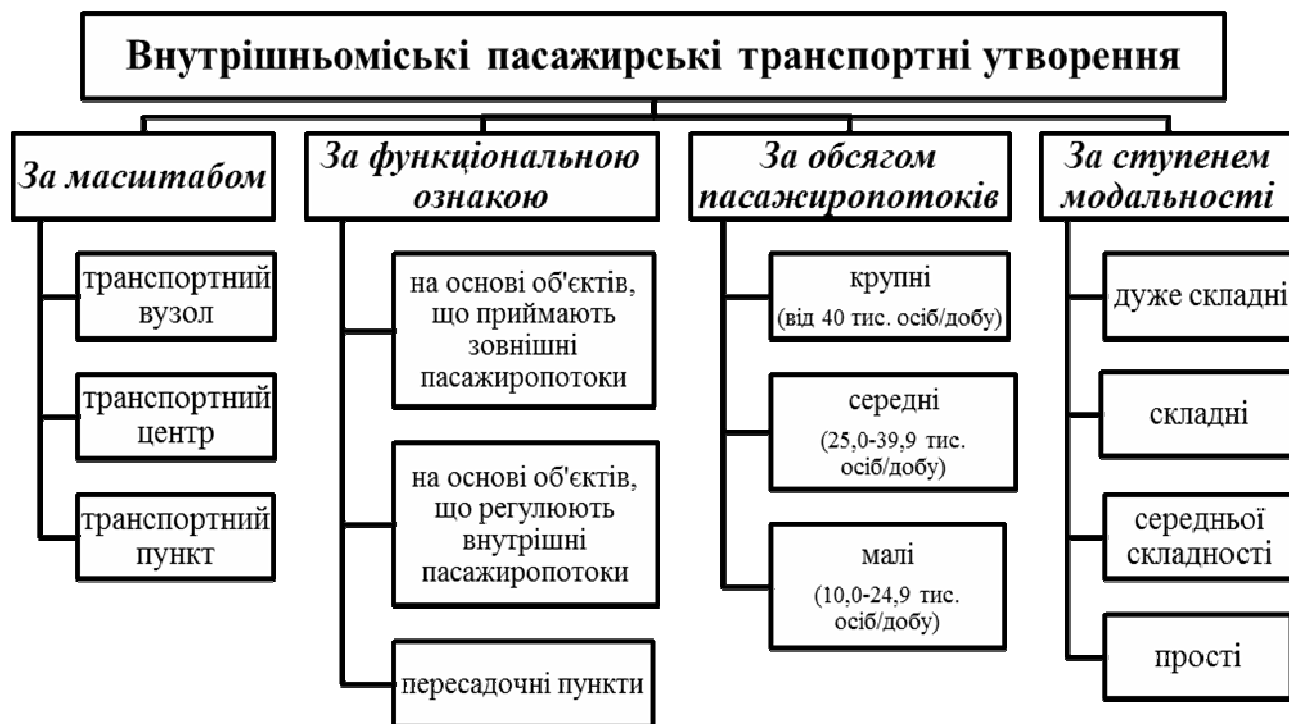 Внутрішньоміські пасажирські транспортні утворення
За масштабом
транспортний
вузол
транспортний
центр
транспортний
пункт
За функціональною
ознакою
на основі об'єктів,
що приймають
зовнішні
пасажиропотоки
на основі об'єктів,
що регулюють
внутрішні
пасажиропотоки
пересадочні пункти
За обсягом
пасажиропотоків
крупні
(від 40 тис. осіб/добу)
середні
(25,0-39,9 тис.
осіб/добу)
малі
(10,0-24,9 тис.
осіб/добу)
За ступенем
модальності
дуже складні
складні
середньої
складності
прості